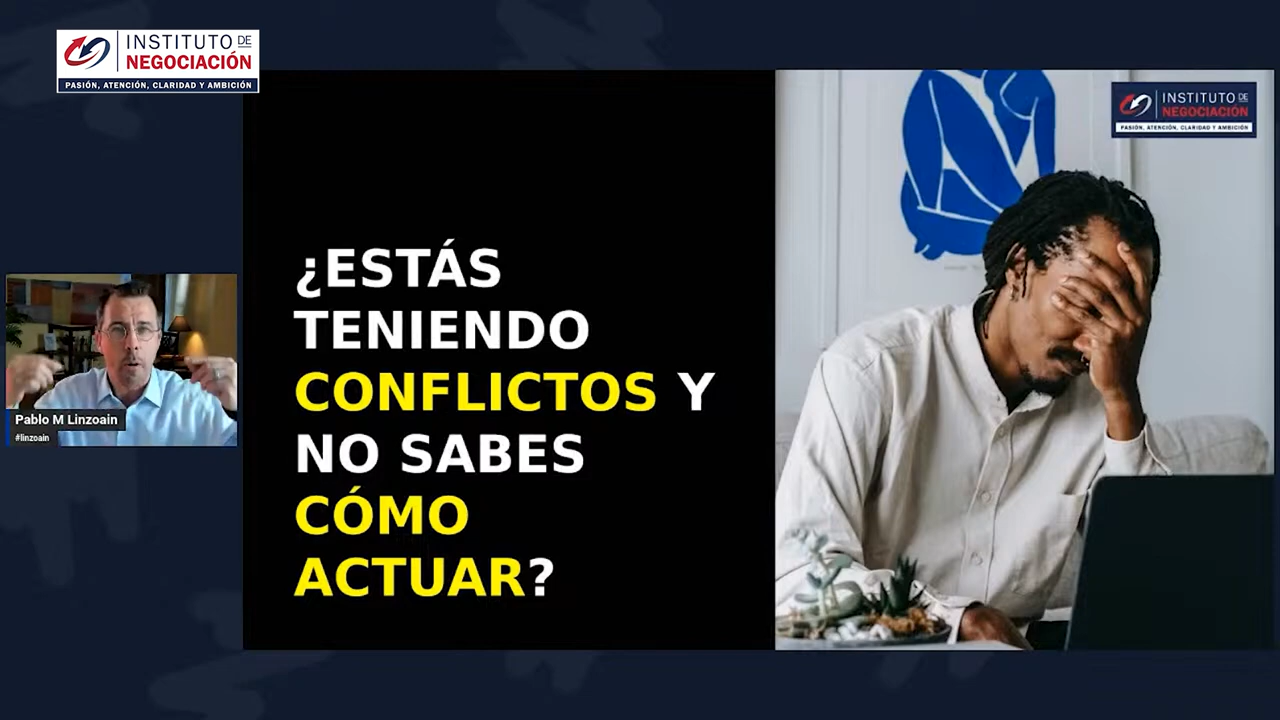 INSTITUTO DE
NEGOCIACIÓN
PASIÓN, ATENCIÓN, CLARIDAD Y AMBICIÓN
INSTITUTO DE
NEGOCIACIÓN
PASIÓN, ATENCIÓN, CLARIDAD Y AMBICIÓN
¿ESTÁS
TENIENDO
CONFLICTOS Y
NO SABES
CÓMO
ACTUAR?
Pablo M Linzoain
#linzoain